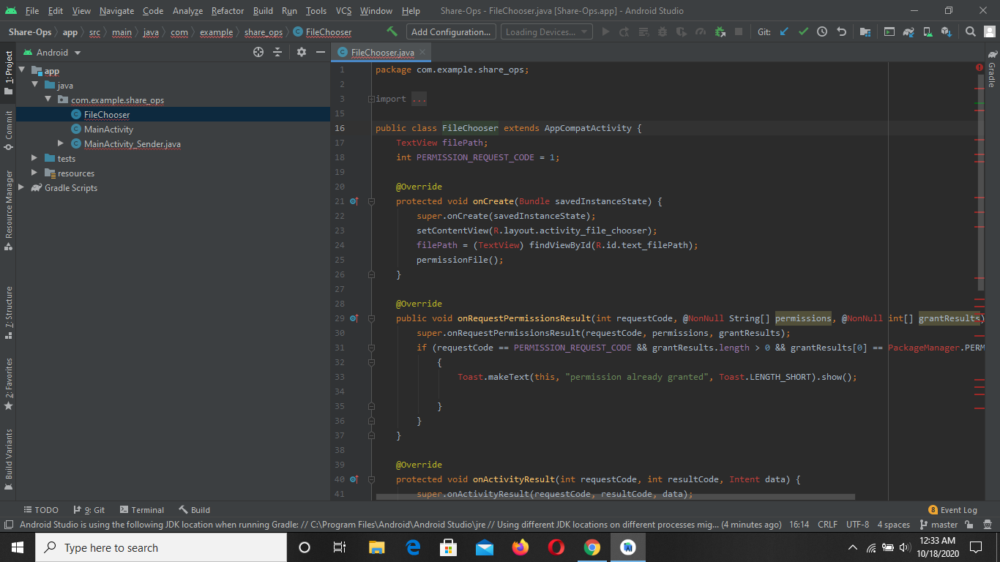 File Edit View Navigate Code Analyze Refactor Build Run Tools VCS Window Help Share-Ops - FileChooser.java [Share-Ops.app] - Android Studio
Share-Ops app src main java com example share_ops FileChooser Add Configuration... Loading Devices... Git:
Android
FileChooser.java
1: Project
Commit
Resource Manager
Z: Structure
2: Favorites
Build Variants
Gradle
app
java
com.example.share_ops
FileChooser
MainActivity
MainActivity_Sender.java
tests
resources
Gradle Scripts
1 package com.example.share_ops;
2
3 import ...
15
16 public class FileChooser extends AppCompatActivity {
17 TextView filePath;
18 int PERMISSION_REQUEST_CODE = 1;
19
20 @Override
21 protected void onCreate(Bundle savedInstanceState) {
22 super.onCreate(savedInstanceState);
23 setContentView(R.layout.activity_file_chooser);
24 filePath = (TextView) findViewById(R.id.text_filePath);
25 permissionFile();
26 }
27
28 @Override
29 public void onRequestPermissionsResult(int requestCode, @NonNull String[] permissions, @NonNull int[] grantResults)
30 super.onRequestPermissionsResult(requestCode, permissions, grantResults);
31 if (requestCode == PERMISSION_REQUEST_CODE && grantResults.length > 0 && grantResults[0] == PackageManager.PERM
32 {
33 Toast.makeText(this, "permission already granted", Toast.LENGTH_SHORT).show();
34
35 }
36 }
37 }
38
39 @Override
40 protected void onActivityResult(int requestCode, int resultCode, Intent data) {
41 super.onActivityResult(requestCode, resultCode, data);
TODO 9: Git Terminal Build 8 Event Log
Android Studio is using the following JDK location when running Gradle: // C:\Program Files\Android\Android Studio\jre // Using different JDK locations on different processes mig... (4 minutes ago) 16:14 CRLF UTF-8 4 spaces master
Type here to search
12:33 AM
10/18/2020